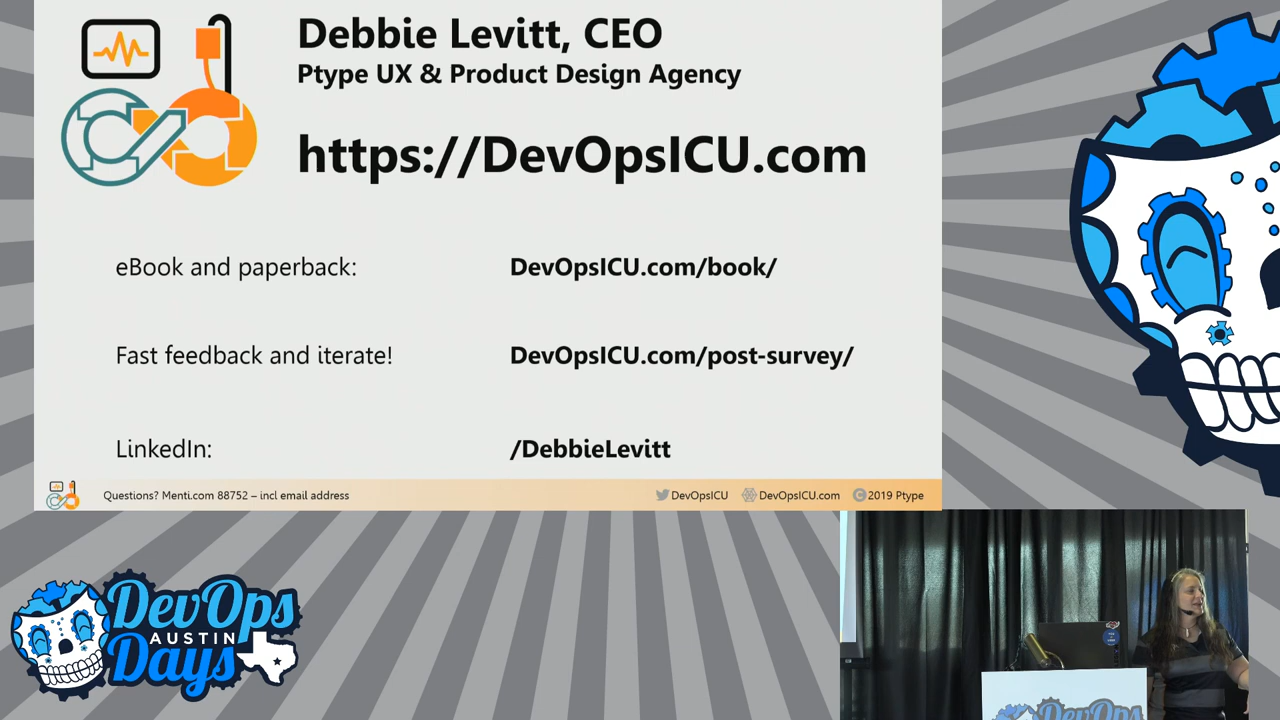 Debbie Levitt, CEO
Ptype UX & Product Design Agency
https://DevOpsICU.com
eBook and paperback: DevOpsICU.com/book/
Fast feedback and iterate! DevOpsICU.com/post-survey/
LinkedIn: /DebbieLevitt
Questions? Menti.com 88752 – incl email address DevOpsICU DevOpsICU.com © 2019 Ptype
DevOps
AUSTIN
Days
DevOps